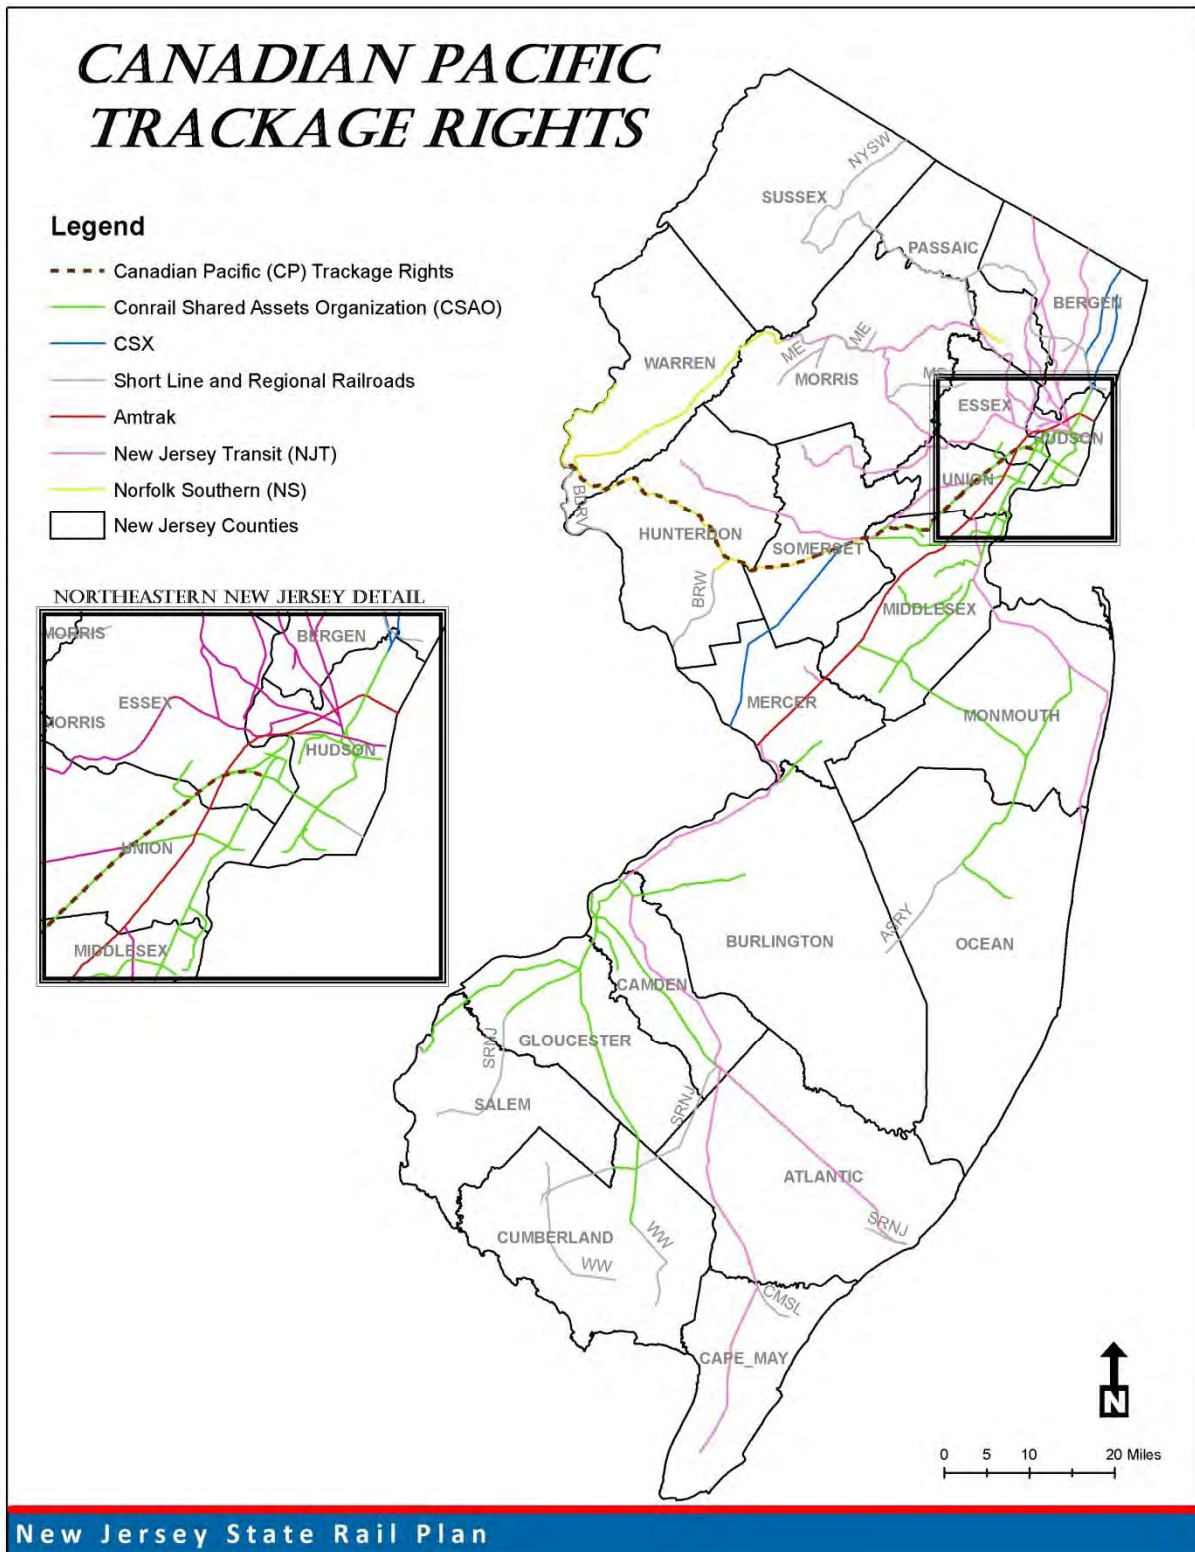 CANADIAN PACIFIC
TRACKAGE RIGHTS
Legend
Canadian Pacific (CP) Trackage Rights
Conrail Shared Assets Organization (CSAO)
CSX
Short Line and Regional Railroads
Amtrak
New Jersey Transit (NJT)
Norfolk Southern (NS)
New Jersey Counties
NYSW
SUSSEX
PASSAIC
BERGEN
WARREN
ME
ME
MORRIS
ESSEX
HUDSON
UNION
BDRV
HUNTERDON
SOMERSET
BRW
MIDDLESEX
MERCER
MONMOUTH
NORTHEASTERN NEW JERSEY DETAIL
MORRIS
BERGEN
ESSEX
MORRIS
HUDSON
UNION
MIDDLESEX
ASRY
OCEAN
BURLINGTON
CAMDEN
GLOUCESTER
SRNJ
SALEM
SRNJ
ATLANTIC
SRNJ
CUMBERLAND
WW
WW
CMSL
CAPE_MAY
N
0 5 10 20 Miles
New Jersey State Rail Plan